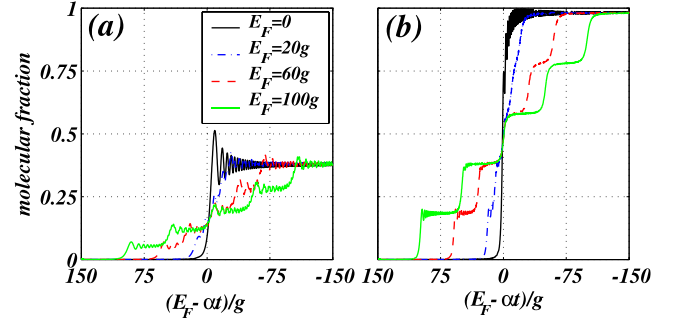 (a)
(b)
E_F=0
E_F=20g
E_F=60g
E_F=100g
molecular fraction
1
0.75
0.5
0.25
0
150 75 0 -75 -150
150 75 0 -75 -150
(E_F - αt)/g
(E_F - αt)/g